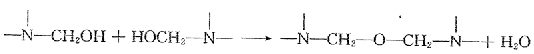 —N—CH₂OH + HOCH₂—N— → —N—CH₂—O—CH₂—N— + H₂O